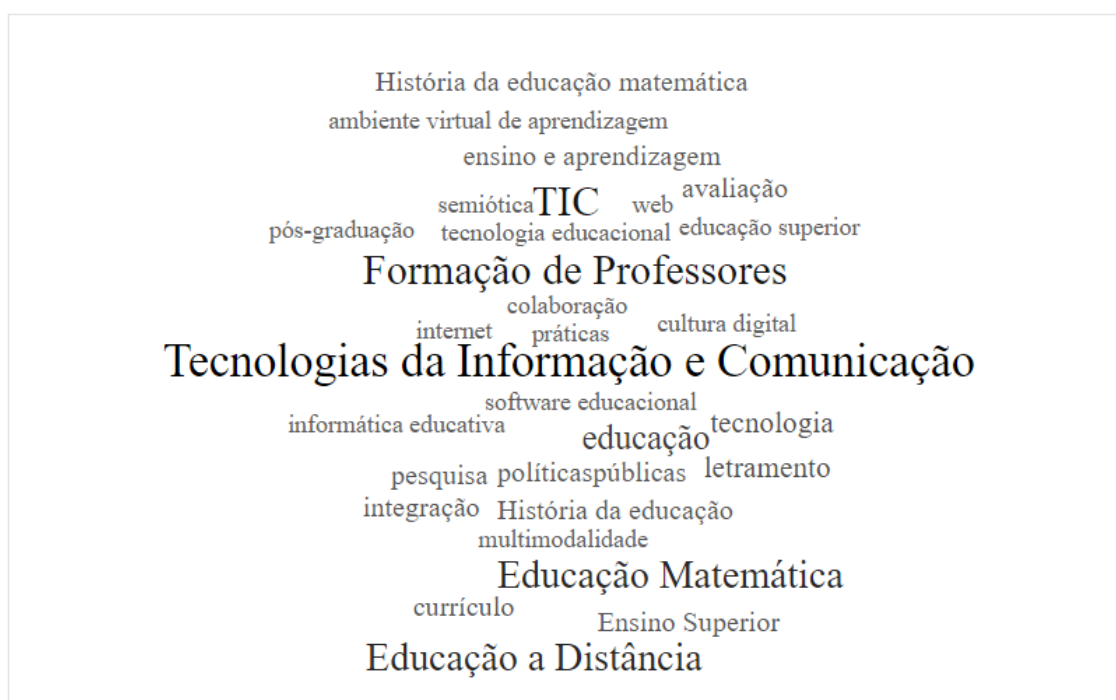 História da educação matemática
ambiente virtual de aprendizagem
ensino e aprendizagem
semiótica TIC web avaliação
pós-graduação tecnologia educacional educação superior
Formação de Professores
colaboração
internet práticas cultura digital
Tecnologias da Informação e Comunicação
software educacional
informática educativa educação tecnologia
pesquisa políticaspúblicas letramento
integração História da educação
multimodalidade
Educação Matemática
currículo Ensino Superior
Educação a Distância